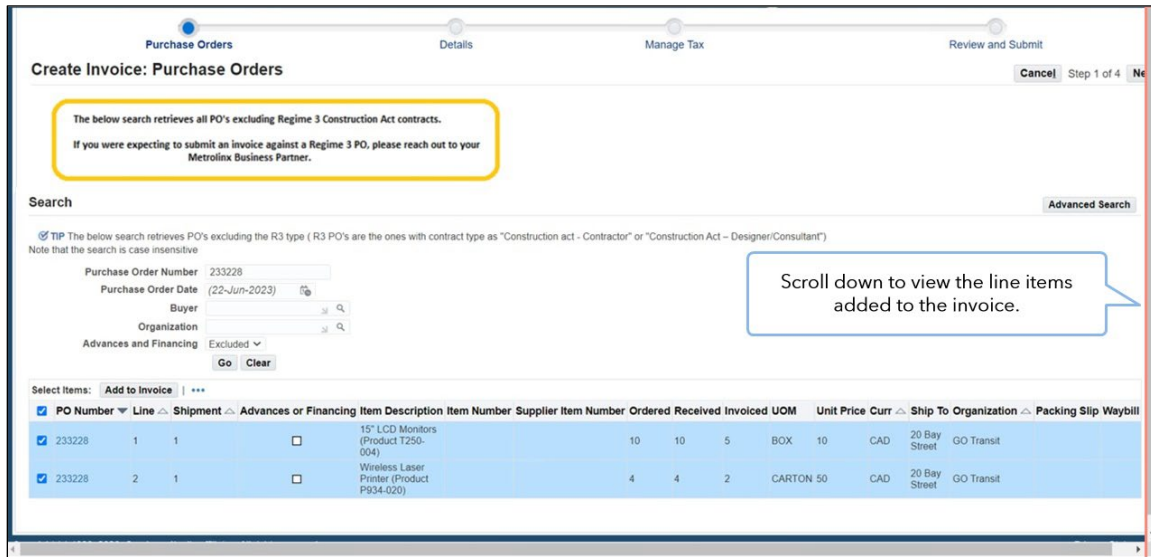 Purchase Orders Details Manage Tax Review and Submit
Create Invoice: Purchase Orders
Cancel Step 1 of 4 Ne
The below search retrieves all PO's excluding Regime 3 Construction Act contracts.
If you were expecting to submit an invoice against a Regime 3 PO, please reach out to your
Metrolinx Business Partner.
Search
Advanced Search
TIP The below search retrieves PO's excluding the R3 type ( R3 PO's are the ones with contract type as "Construction act - Contractor" or "Construction Act – Designer/Consultant")
Note that the search is case insensitive
Purchase Order Number 233228
Purchase Order Date (22-Jun-2023)
Buyer
Organization
Advances and Financing Excluded
Go Clear
Scroll down to view the line items
added to the invoice.
Select Items: Add to Invoice | •••
PO Number Line Shipment Advances or Financing Item Description Item Number Supplier Item Number Ordered Received Invoiced UOM Unit Price Curr Ship To Organization Packing Slip Waybill
233228 1 1 15" LCD Monitors (Product T250-004) 10 10 5 BOX 10 CAD 20 Bay Street GO Transit
233228 2 1 Wireless Laser Printer (Product P934-020) 4 4 2 CARTON 50 CAD 20 Bay Street GO Transit